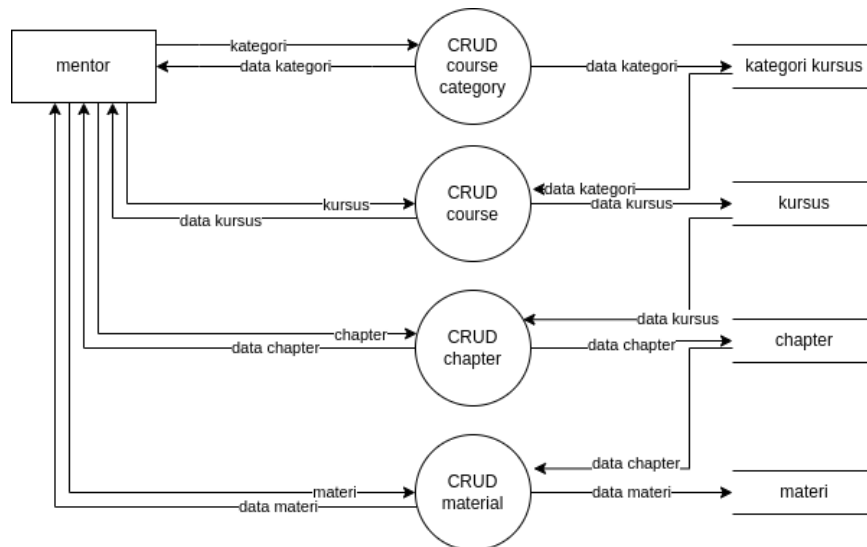 kategori
CRUD
course
category
mentor
data kategori
data kategori
kategori kursus
data kategori
CRUD
course
kursus
data kursus
kursus
data kursus
data kursus
chapter
CRUD
chapter
data chapter
data chapter
chapter
data chapter
CRUD
material
materi
data materi
materi
data materi